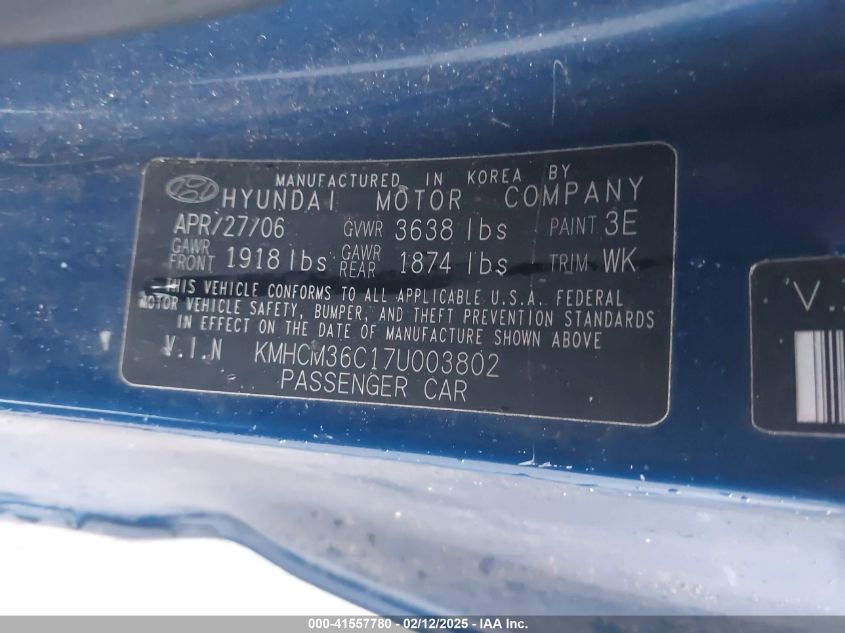 MANUFACTURED IN KOREA BY
HYUNDAI MOTOR COMPANY
APR/27/06 GVWR 3638 lbs PAINT 3E
GAWR FRONT 1918 lbs GAWR REAR 1874 lbs TRIM WK
THIS VEHICLE CONFORMS TO ALL APPLICABLE U.S.A. FEDERAL
MOTOR VEHICLE SAFETY, BUMPER, AND THEFT PREVENTION STANDARDS
IN EFFECT ON THE DATE OF MANUFACTURE SHOWN ABOVE
V.I.N KMHCM36C17U003802
PASSENGER CAR
V.
000-41557780 - 02/12/2025 - IAA Inc.